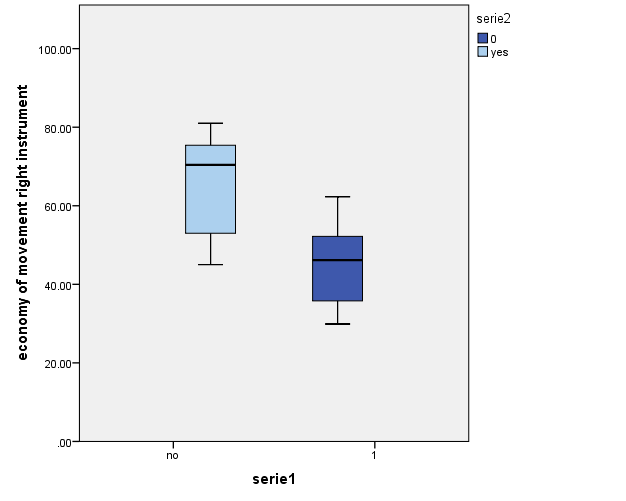 serie2
0
yes
economy of movement right instrument
100.00
80.00
60.00
40.00
20.00
.00
no
1
serie1